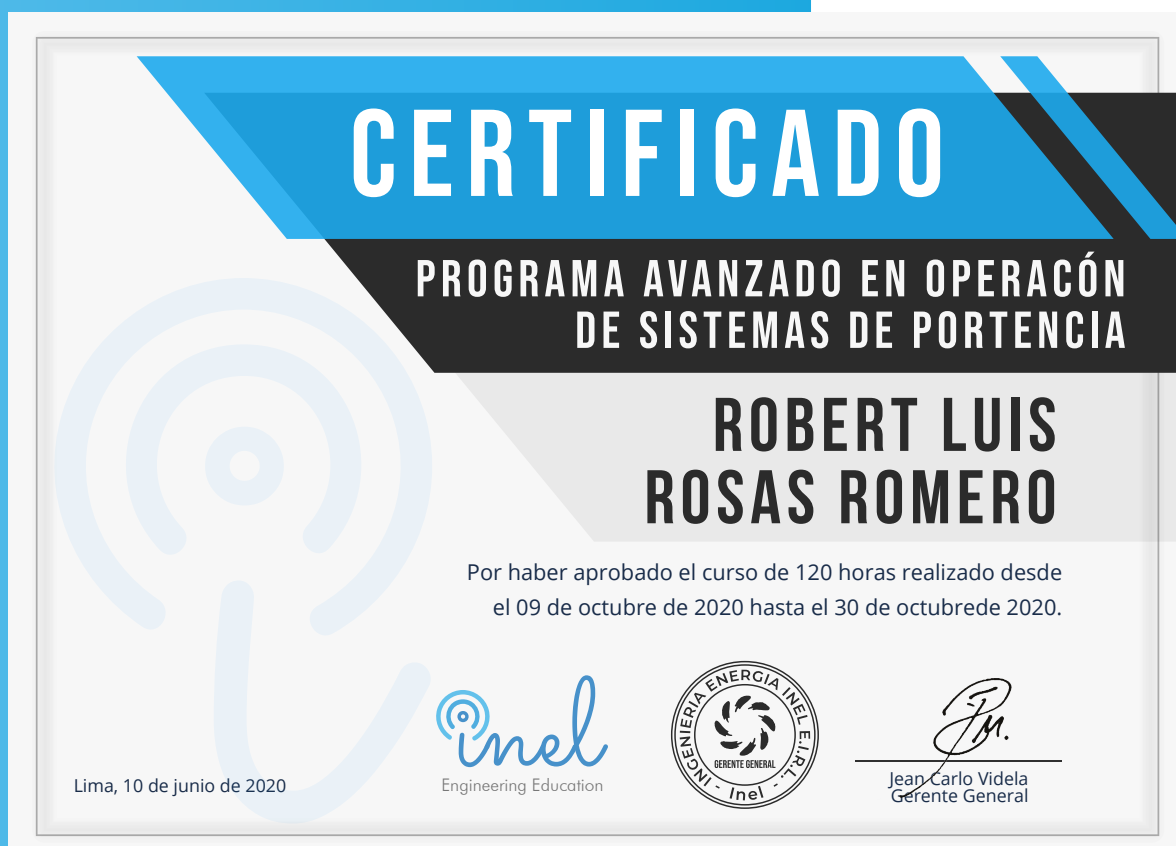 CERTIFICADO
PROGRAMA AVANZADO EN OPERACÓN
DE SISTEMAS DE PORTENCIA
ROBERT LUIS
ROSAS ROMERO
Por haber aprobado el curso de 120 horas realizado desde
el 09 de octubre de 2020 hasta el 30 de octubrede 2020.
Lima, 10 de junio de 2020
inel
Engineering Education
INGENIERIA ENERGIA INEL E.I.R.L.
GERENTE GENERAL
- Inel -
Jean Carlo Videla
Gerente General